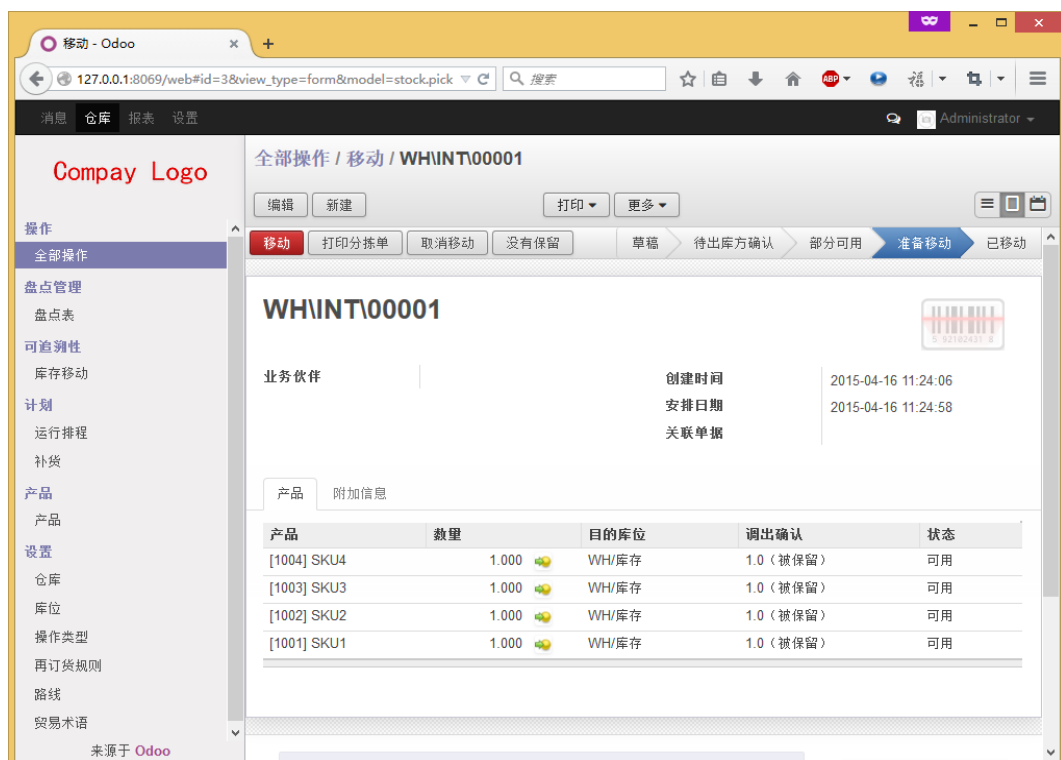 移动 - Odoo
127.0.0.1:8069/web#id=3&view_type=form&model=stock.pick
搜索
ABP
福
消息 仓库 报表 设置
Administrator
Compay Logo
全部操作 / 移动 / WH\INT\00001
编辑 新建 打印 更多
移动 打印分拣单 取消移动 没有保留 草稿 待出库方确认 部分可用 准备移动 已移动
操作
全部操作
盘点管理
盘点表
可追溯性
库存移动
计划
运行排程
补货
产品
产品
设置
仓库
库位
操作类型
再订货规则
路线
贸易术语
来源于 Odoo
WH\INT\00001
5 92102431 8
业务伙伴
创建时间 2015-04-16 11:24:06
安排日期 2015-04-16 11:24:58
关联单据
产品 附加信息
产品 数量 目的库位 调出确认 状态
[1004] SKU4 1.000 WH/库存 1.0（被保留） 可用
[1003] SKU3 1.000 WH/库存 1.0（被保留） 可用
[1002] SKU2 1.000 WH/库存 1.0（被保留） 可用
[1001] SKU1 1.000 WH/库存 1.0（被保留） 可用